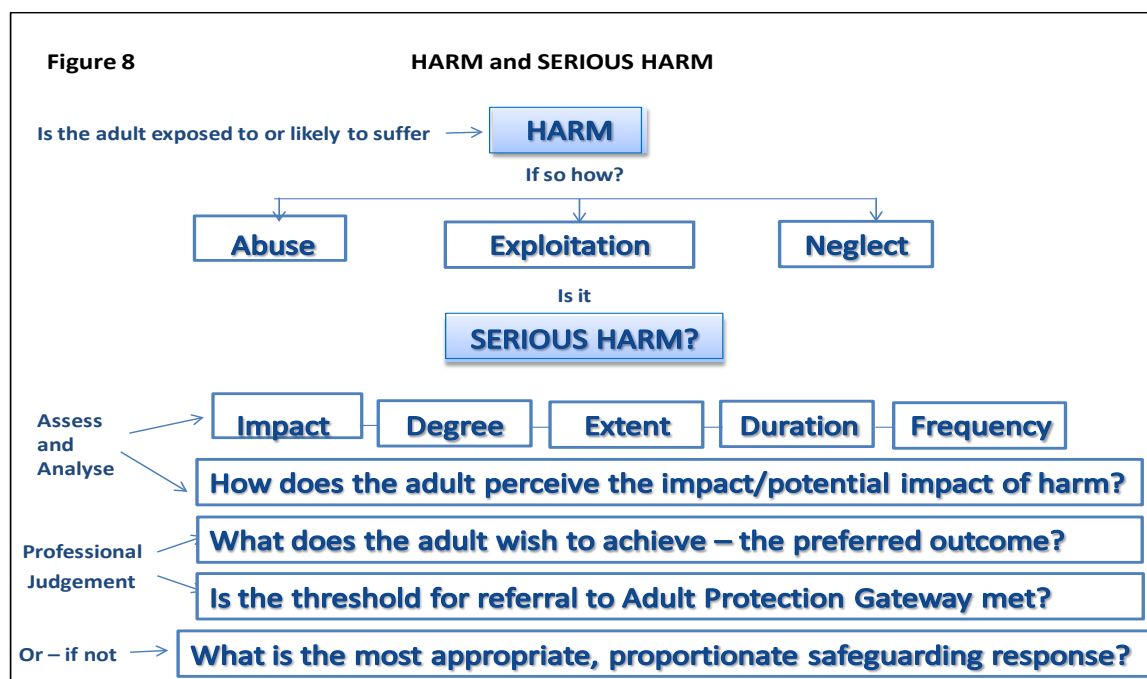 Figure 8 HARM and SERIOUS HARM
Is the adult exposed to or likely to suffer HARM
If so how?
Abuse Exploitation Neglect
Is it
SERIOUS HARM?
Assess
and
Analyse
Impact Degree Extent Duration Frequency
How does the adult perceive the impact/potential impact of harm?
Professional
Judgement
What does the adult wish to achieve – the preferred outcome?
Is the threshold for referral to Adult Protection Gateway met?
Or – if not What is the most appropriate, proportionate safeguarding response?